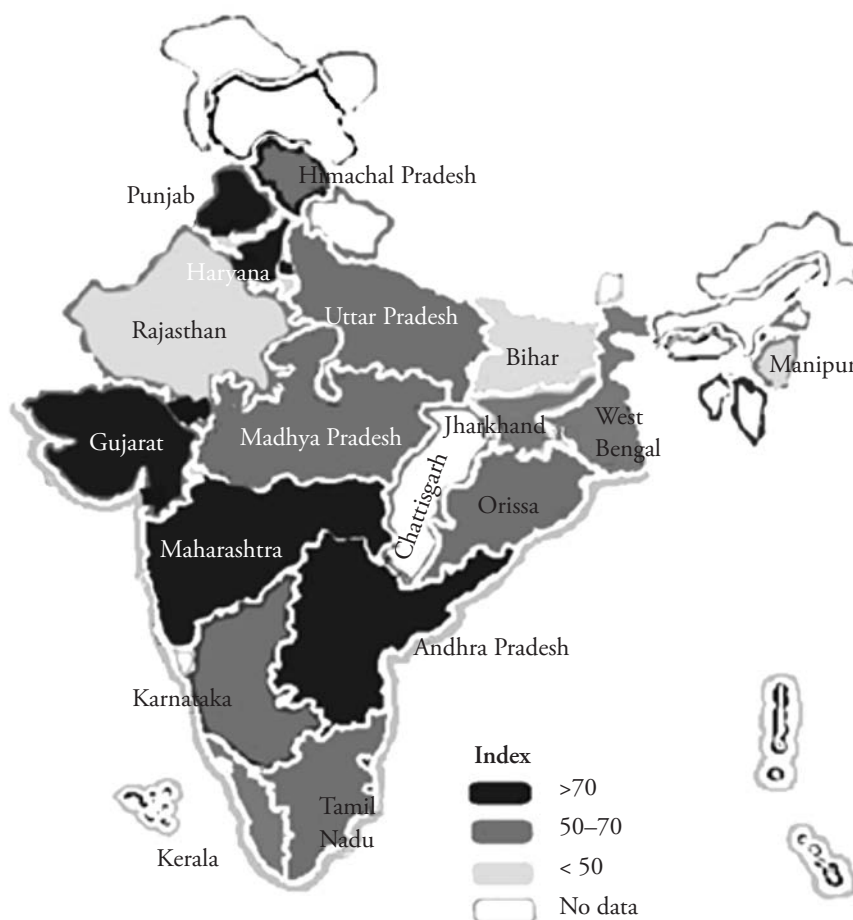 Himachal Pradesh
Punjab
Haryana
Rajasthan
Uttar Pradesh
Bihar
Manipur
Gujarat
Madhya Pradesh
Jharkhand
West
Bengal
Chattisgarh
Orissa
Maharashtra
Andhra Pradesh
Karnataka
Tamil
Nadu
Kerala
Index
>70
50–70
< 50
No data